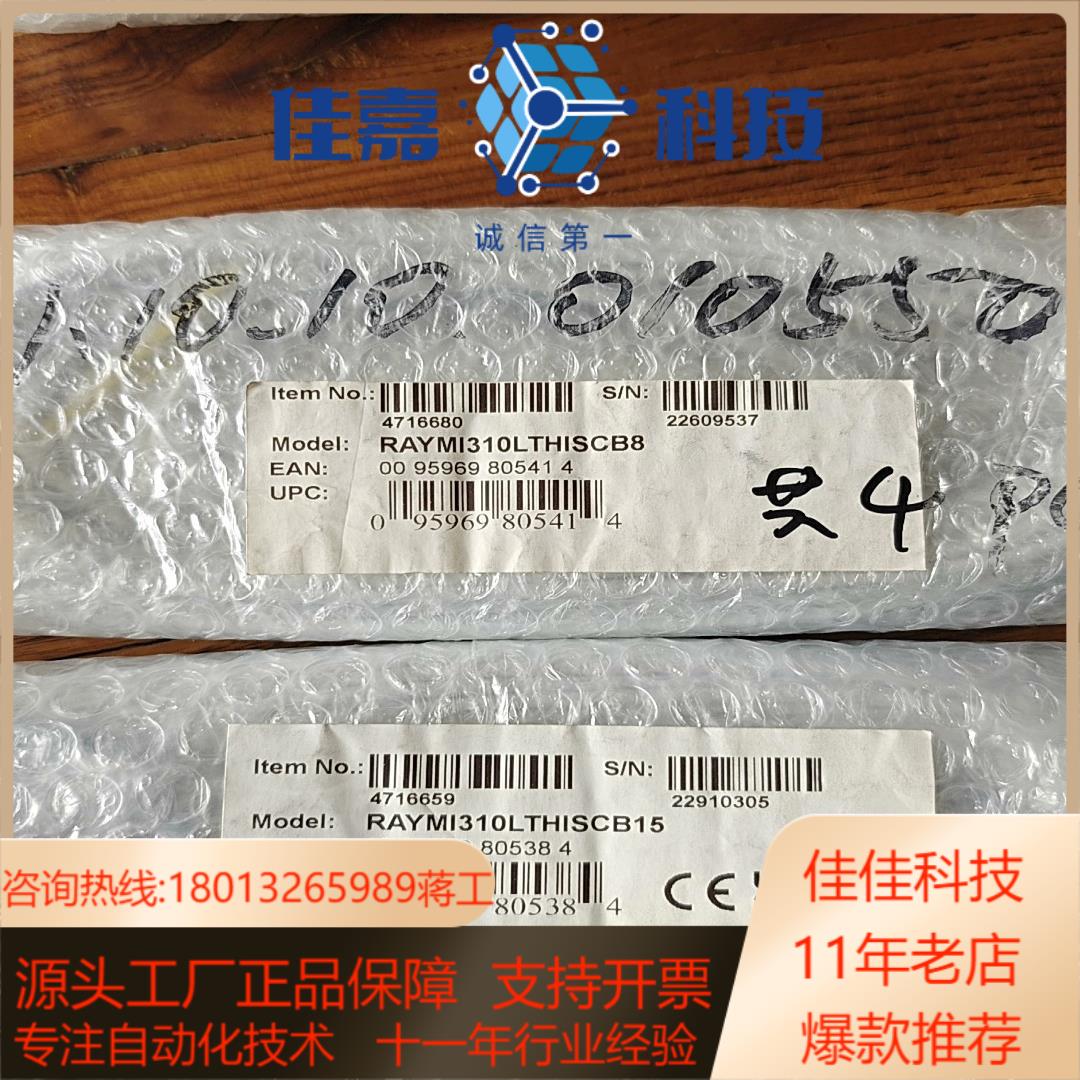 佳嘉 科技
诚信第一
1.10.10. 010550
Item No.: S/N:
4716680 22609537
Model: RAYMI310LTHISCB8
EAN: 00 95969 80541 4
UPC:
0 95969 80541 4
共4
Item No.: S/N:
4716659 22910305
Model: RAYMI310LTHISCB15
80538 4
80538 4
CE
咨询热线:18013265989蒋工
源头工厂正品保障 支持开票
专注自动化技术 十一年行业经验
佳佳科技
11年老店
爆款推荐